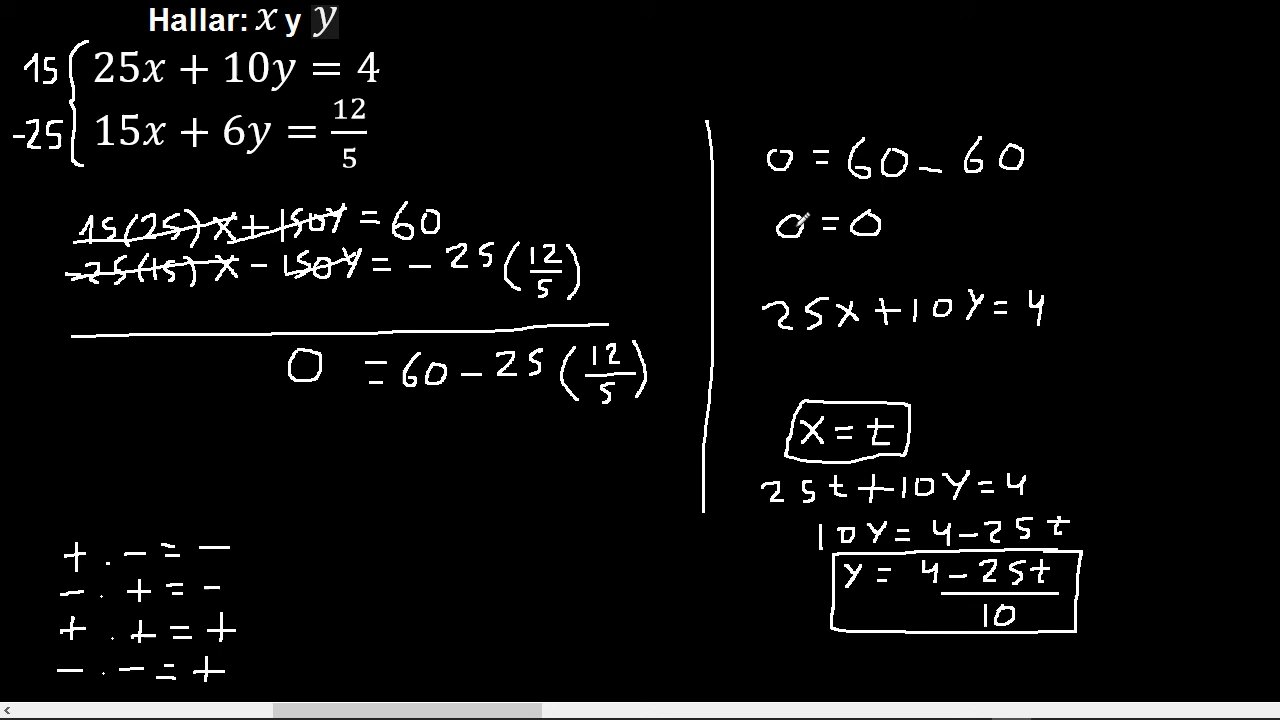 Hallar: x y y
15 { 25x + 10y = 4
-25 { 15x + 6y = 12/5
15(25)x + 150y = 60
-25(15)x - 150y = -25(12/5)
0 = 60 - 25(12/5)
+ . - = -
- . + = -
+ . + = +
- . - = +
0 = 60 - 60
0 = 0
25x + 10y = 4
x = t
25t + 10y = 4
10y = 4 - 25t
y = 4 - 25t
10